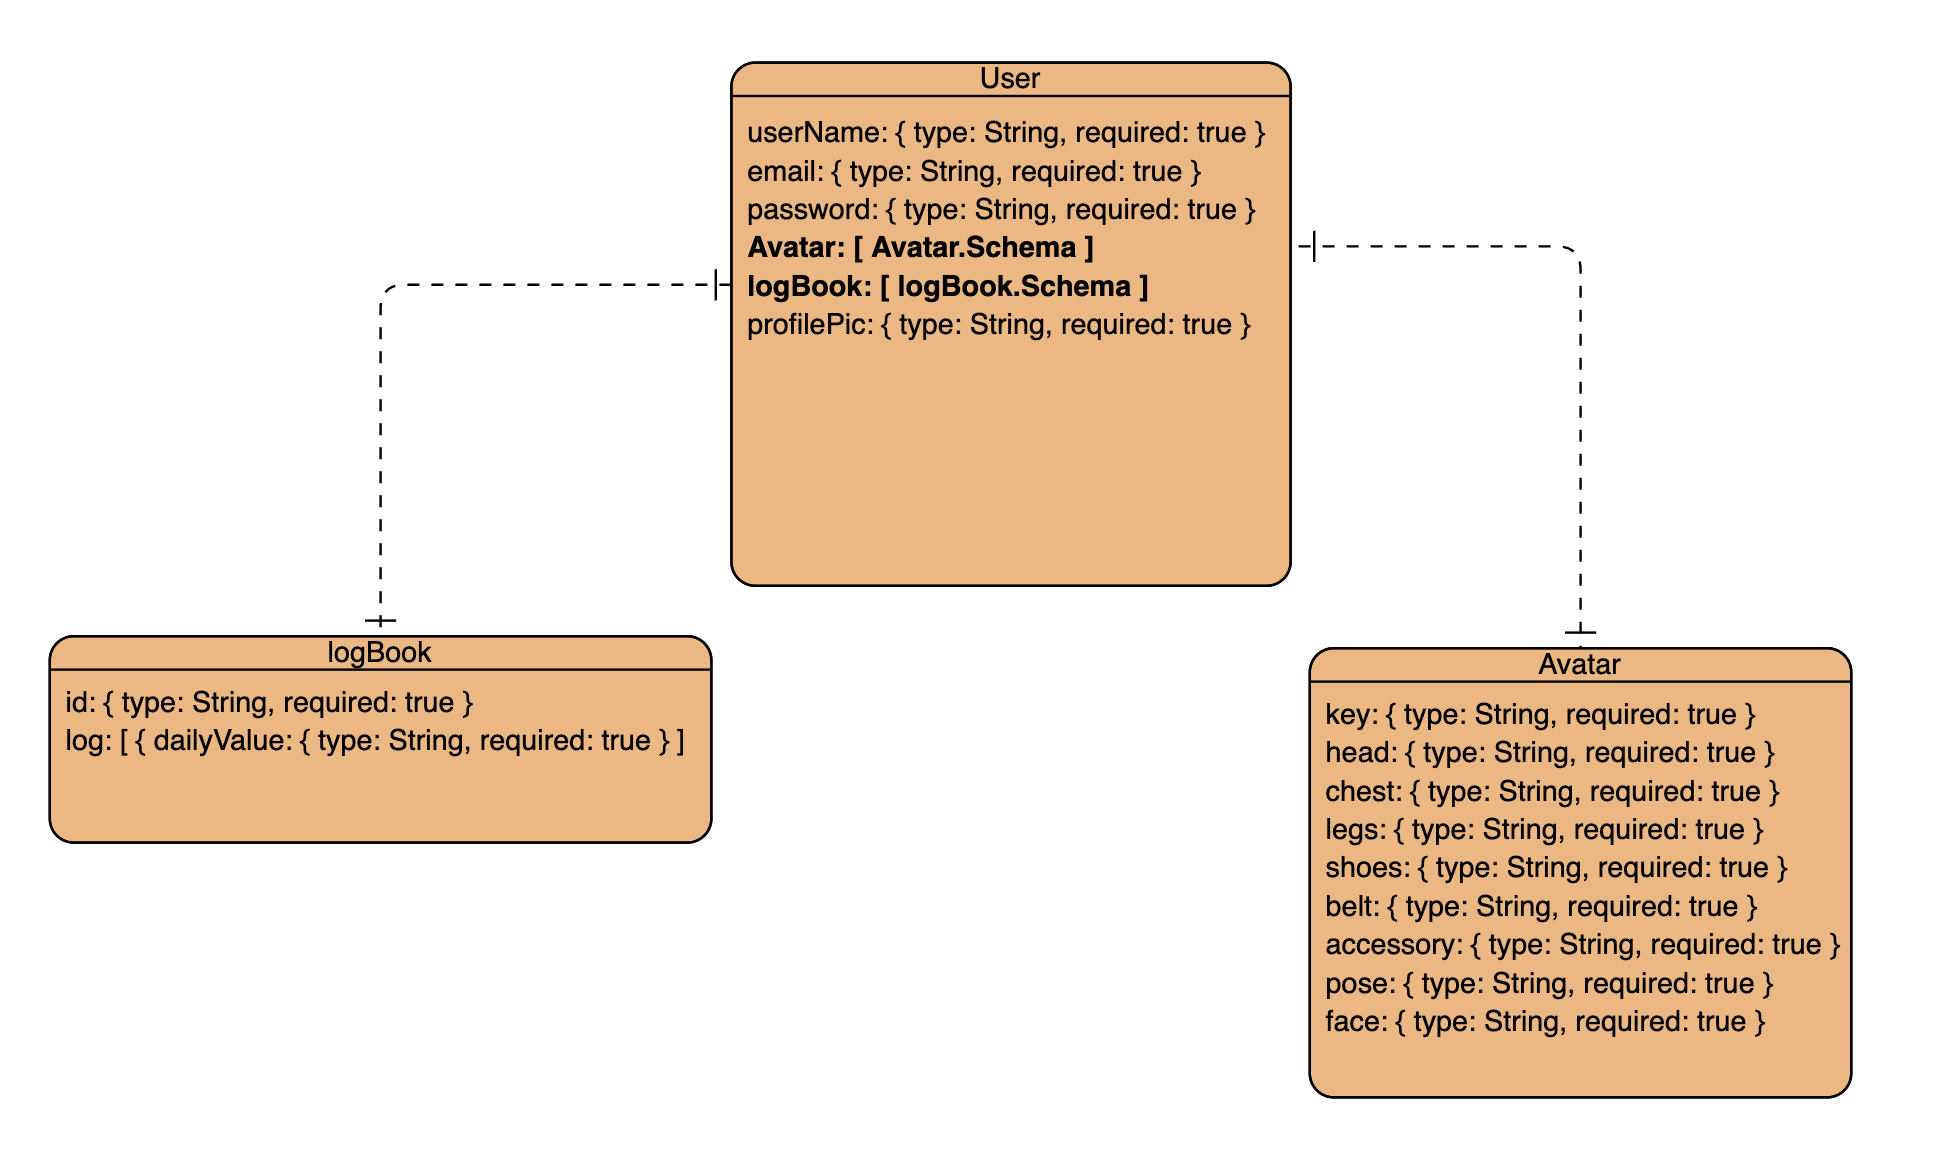 User
userName: { type: String, required: true }
email: { type: String, required: true }
password: { type: String, required: true }
Avatar: [ Avatar.Schema ]
logBook: [ logBook.Schema ]
profilePic: { type: String, required: true }
logBook
id: { type: String, required: true }
log: [ { dailyValue: { type: String, required: true } ]
Avatar
key: { type: String, required: true }
head: { type: String, required: true }
chest: { type: String, required: true }
legs: { type: String, required: true }
shoes: { type: String, required: true }
belt: { type: String, required: true }
accessory: { type: String, required: true }
pose: { type: String, required: true }
face: { type: String, required: true }